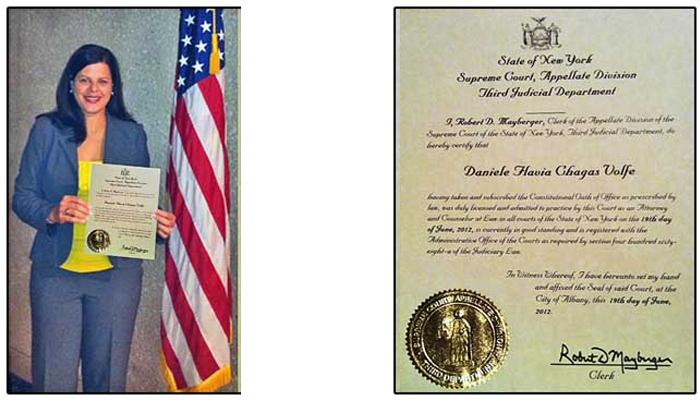 State of New York
Supreme Court, Appellate Division
Third Judicial Department
I, Robert D. Mayberger, Clerk of the Appellate Division of the
Supreme Court of the State of New York, Third Judicial Department, do
hereby certify that
Daniele Flavia Chagas Volfe
having taken and subscribed the Constitutional Oath of Office as prescribed by
law, was duly licensed and admitted to practice by this Court as an Attorney
and Counselor at Law in all courts of the State of New York on the 19th day
of June, 2012, is currently in good standing and is registered with the
Administrative Office of the Courts as required by section four hundred sixty-
eight-a of the Judiciary Law.
In Witness Whereof, I have hereunto set my hand
and affixed the Seal of said Court, at the
City of Albany, this 19th day of June,
2012.
Robert D Mayberger
Clerk